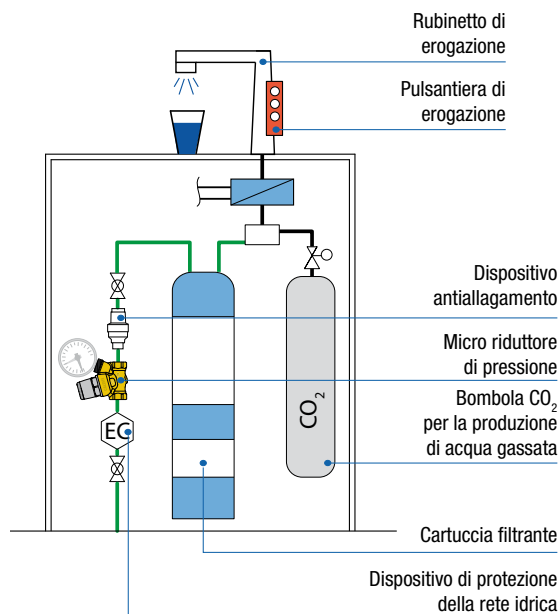 Rubinetto di
erogazione
Pulsantiera di
erogazione
Dispositivo
antiallagamento
Micro riduttore
di pressione
Bombola CO₂
per la produzione
di acqua gassata
CO₂
EC
Cartuccia filtrante
Dispositivo di protezione
della rete idrica